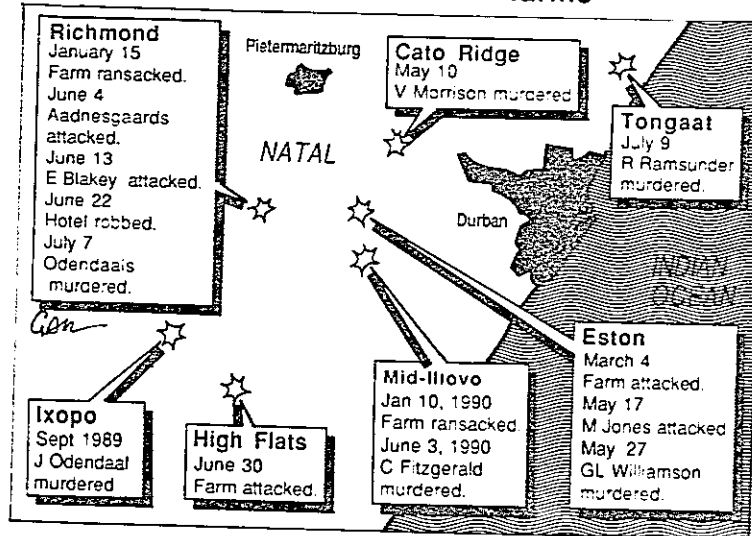 Richmond
January 15
Farm ransacked.
June 4
Aadnesgaards
attacked.
June 13
E Blakey attacked.
June 22
Hotel robbed.
July 7
Odendaals
murdered.
Pietermaritzburg
Cato Ridge
May 10
V Morrison murdered
Tongaat
July 9
R Ramsunder
murdered.
NATAL
Durban
INDIAN
OCEAN
Ixopo
Sept 1989
J Odendaal
murdered
High Flats
June 30
Farm attacked.
Mid-Illovo
Jan 10, 1990
Farm ransacked.
June 3, 1990
C Fitzgerald
murdered.
Eston
March 4
Farm attacked.
May 17
M Jones attacked
May 27
GL Williamson
murdered.